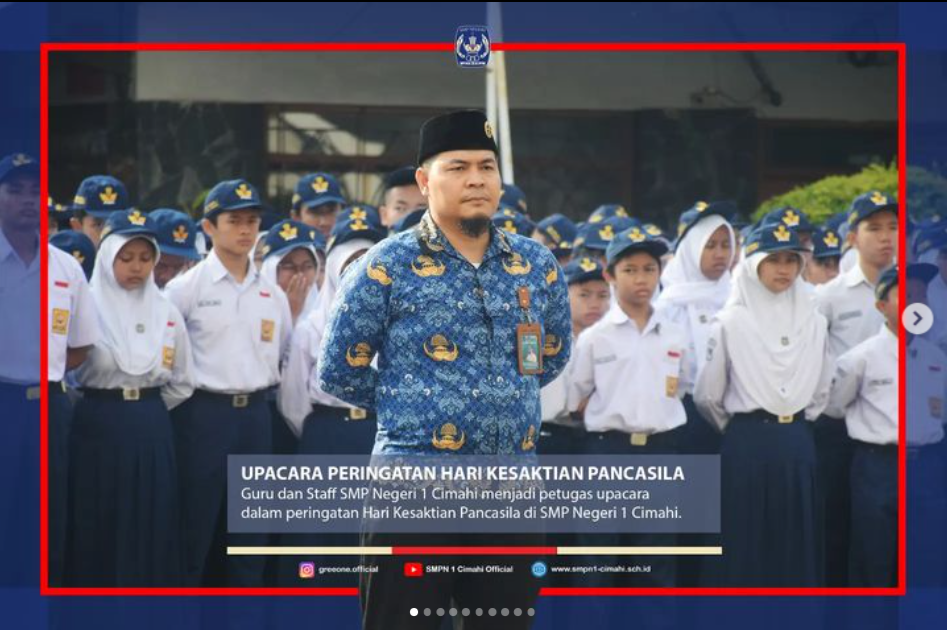 UPACARA PERINGATAN HARI KESAKTIAN PANCASILA
Guru dan Staff SMP Negeri 1 Cimahi menjadi petugas upacara
dalam peringatan Hari Kesaktian Pancasila di SMP Negeri 1 Cimahi.
greeone.official
SMPN 1 Cimahi Official
www.smpn1-cimahi.sch.id